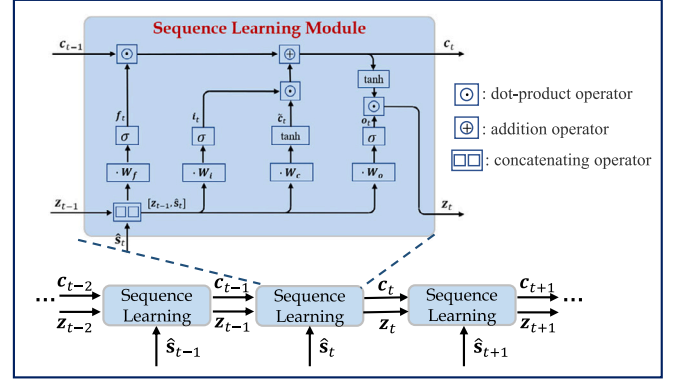 Sequence Learning Module
c_{t-1}
c_t
tanh
⊙ : dot-product operator
⊕ : addition operator
: concatenating operator
f_t
i_t
c̃_t
o_t
σ
σ
tanh
σ
· W_f
· W_i
· W_c
· W_o
z_{t-1}
[z_{t-1}, ŝ_t]
z_t
ŝ_t
... c_{t-2}
Sequence Learning
c_{t-1}
Sequence Learning
c_t
Sequence Learning
c_{t+1} ...
z_{t-2}
z_{t-1}
z_t
z_{t+1}
ŝ_{t-1}
ŝ_t
ŝ_{t+1}